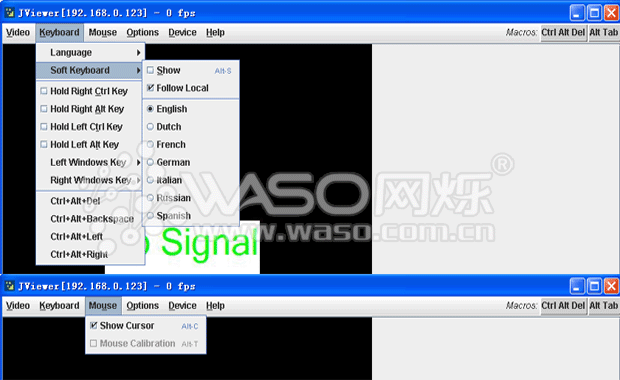 JViewer[192.168.0.123] - 0 fps
Video Keyboard Mouse Options Device Help Macros: Ctrl Alt Del Alt Tab
Language
Soft Keyboard
Hold Right Ctrl Key
Hold Right Alt Key
Hold Left Ctrl Key
Hold Left Alt Key
Left Windows Key
Right Windows Key
Ctrl+Alt+Del
Ctrl+Alt+Backspace
Ctrl+Alt+Left
Ctrl+Alt+Right
Show Alt-S
Follow Local
English
Dutch
French
German
Italian
Russian
Spanish
Signal
WASO网烁®
www.waso.com.cn
JViewer[192.168.0.123] - 0 fps
Video Keyboard Mouse Options Device Help Macros: Ctrl Alt Del Alt Tab
Show Cursor Alt-C
Mouse Calibration Alt-T